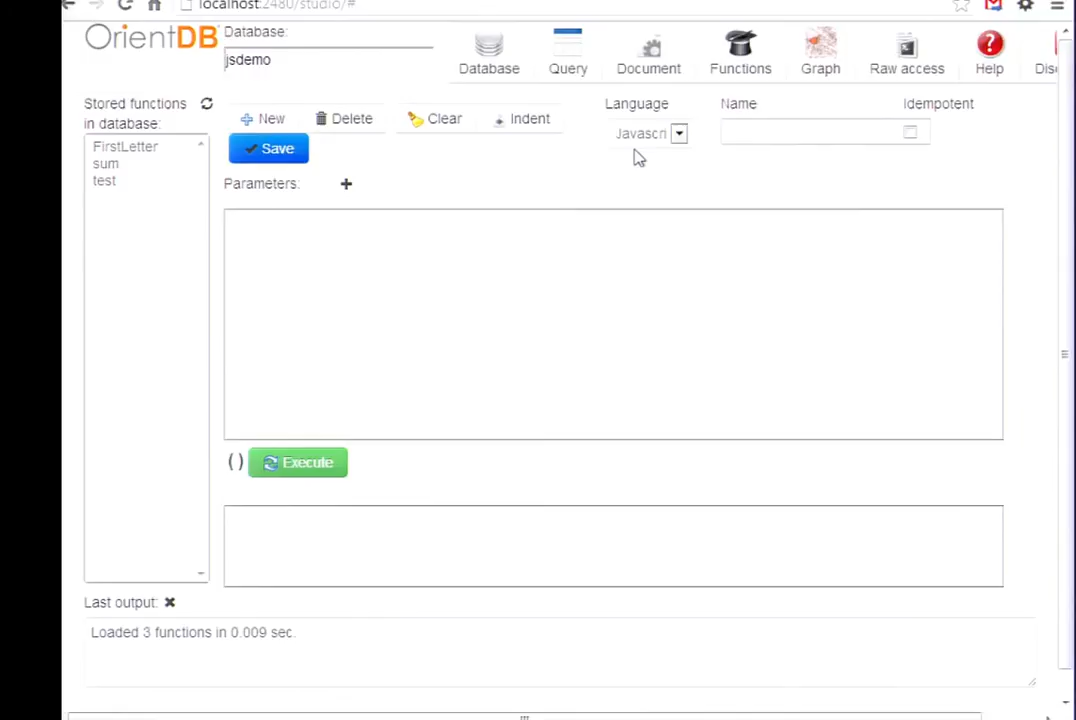 localhost:2480/studio/#
OrientDB
Database:
jsdemo
Database
Query
Document
Functions
Graph
Raw access
Help
Dis
Stored functions
in database:
FirstLetter
sum
test
New
Delete
Clear
Indent
Language
Name
Idempotent
Javascri
Save
Parameters:
()
Execute
Last output:
Loaded 3 functions in 0.009 sec.